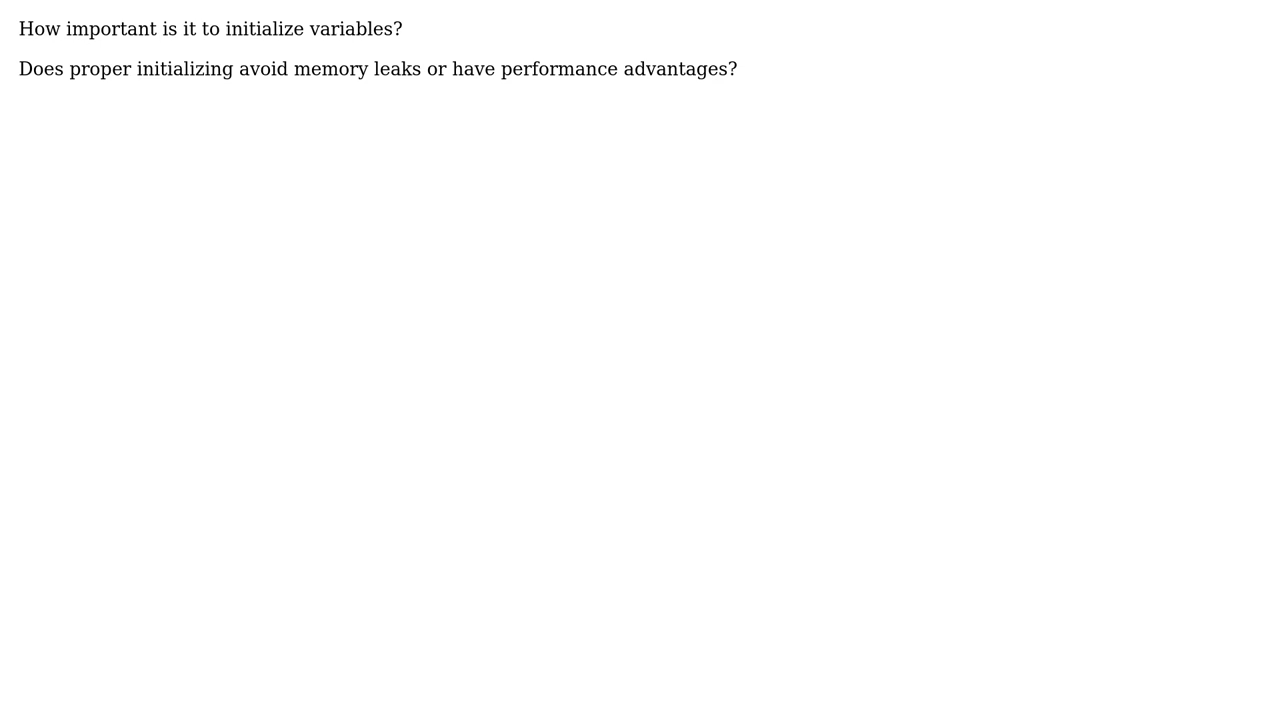 How important is it to initialize variables?
Does proper initializing avoid memory leaks or have performance advantages?